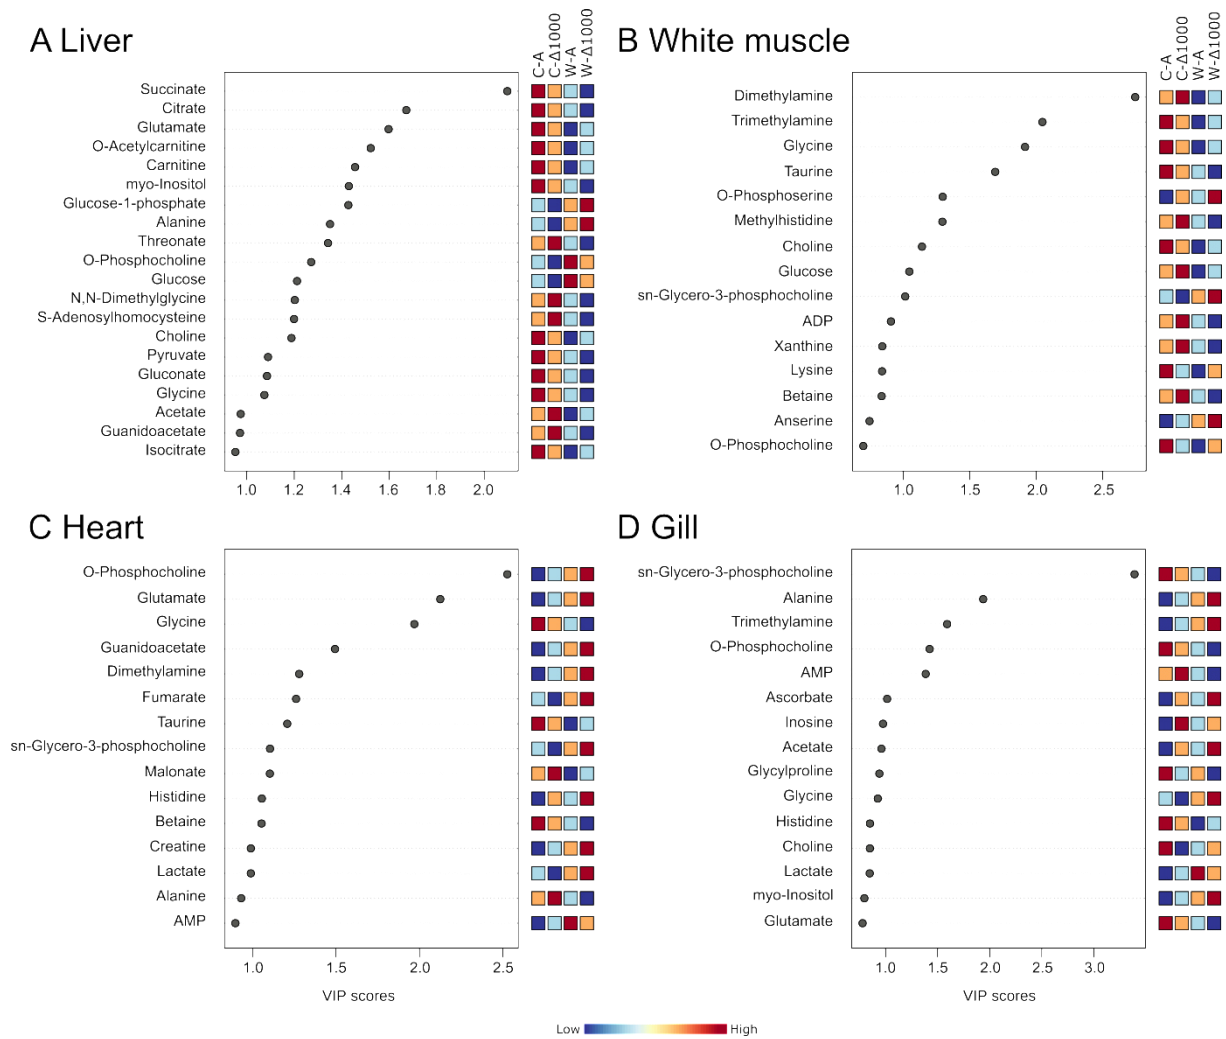 A Liver
C-A
C-Δ1000
W-A
W-Δ1000
Succinate
Citrate
Glutamate
O-Acetylcarnitine
Carnitine
myo-Inositol
Glucose-1-phosphate
Alanine
Threonate
O-Phosphocholine
Glucose
N,N-Dimethylglycine
S-Adenosylhomocysteine
Choline
Pyruvate
Gluconate
Glycine
Acetate
Guanidoacetate
Isocitrate
1.0 1.2 1.4 1.6 1.8 2.0
B White muscle
C-A
C-Δ1000
W-A
W-Δ1000
Dimethylamine
Trimethylamine
Glycine
Taurine
O-Phosphoserine
Methylhistidine
Choline
Glucose
sn-Glycero-3-phosphocholine
ADP
Xanthine
Lysine
Betaine
Anserine
O-Phosphocholine
1.0 1.5 2.0 2.5
C Heart
O-Phosphocholine
Glutamate
Glycine
Guanidoacetate
Dimethylamine
Fumarate
Taurine
sn-Glycero-3-phosphocholine
Malonate
Histidine
Betaine
Creatine
Lactate
Alanine
AMP
1.0 1.5 2.0 2.5
VIP scores
D Gill
sn-Glycero-3-phosphocholine
Alanine
Trimethylamine
O-Phosphocholine
AMP
Ascorbate
Inosine
Acetate
Glycylproline
Glycine
Histidine
Choline
Lactate
myo-Inositol
Glutamate
1.0 1.5 2.0 2.5 3.0
VIP scores
Low High